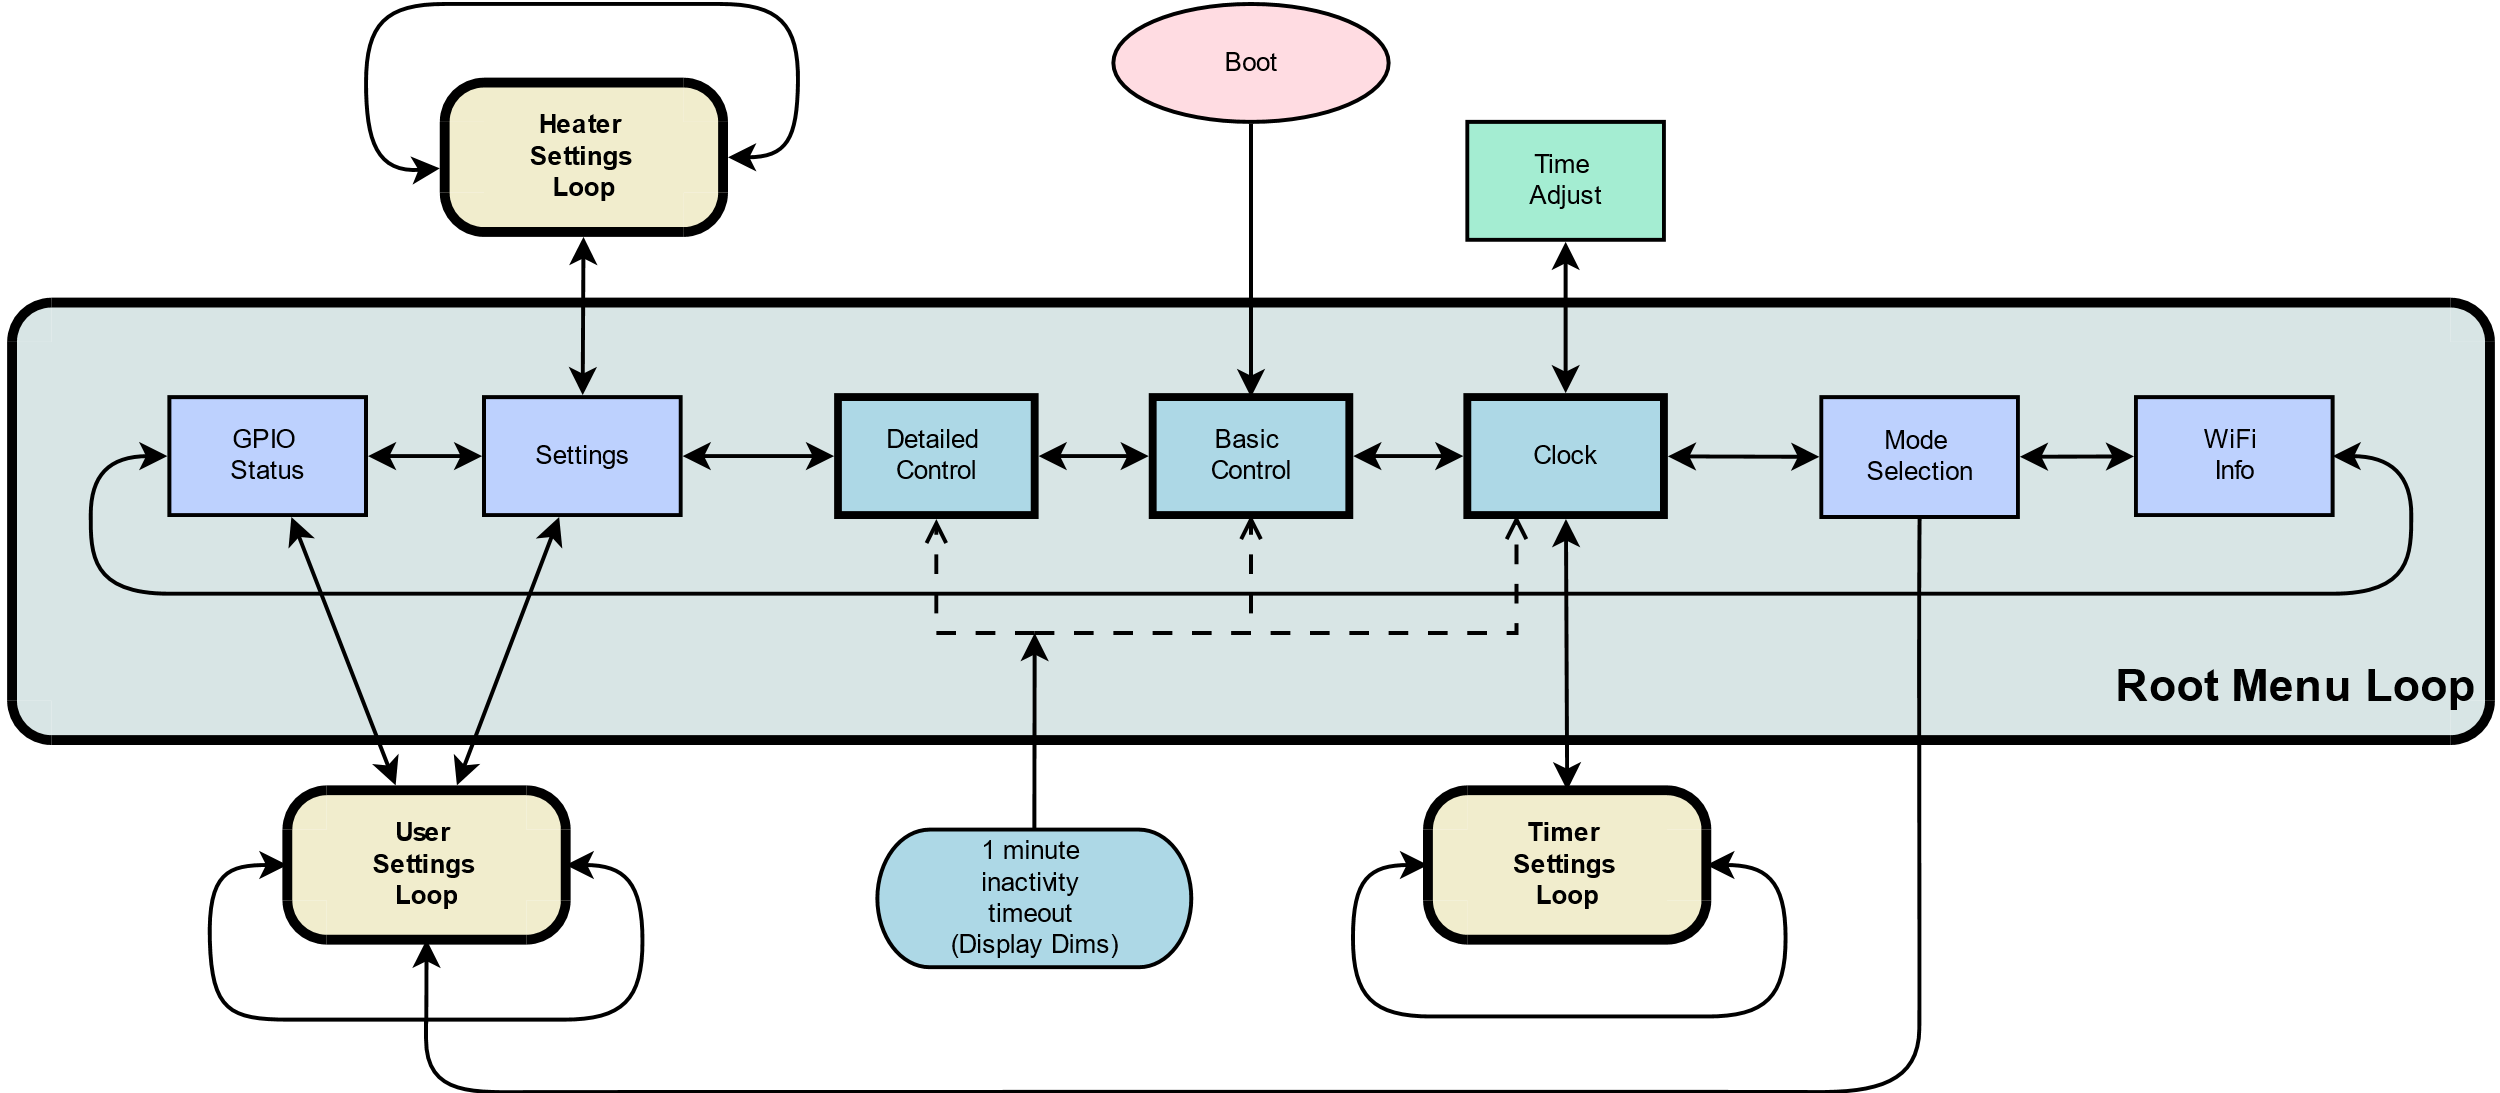 Boot
Heater
Settings
Loop
Time
Adjust
GPIO
Status
Settings
Detailed
Control
Basic
Control
Clock
Mode
Selection
WiFi
Info
Root Menu Loop
User
Settings
Loop
1 minute
inactivity
timeout
(Display Dims)
Timer
Settings
Loop